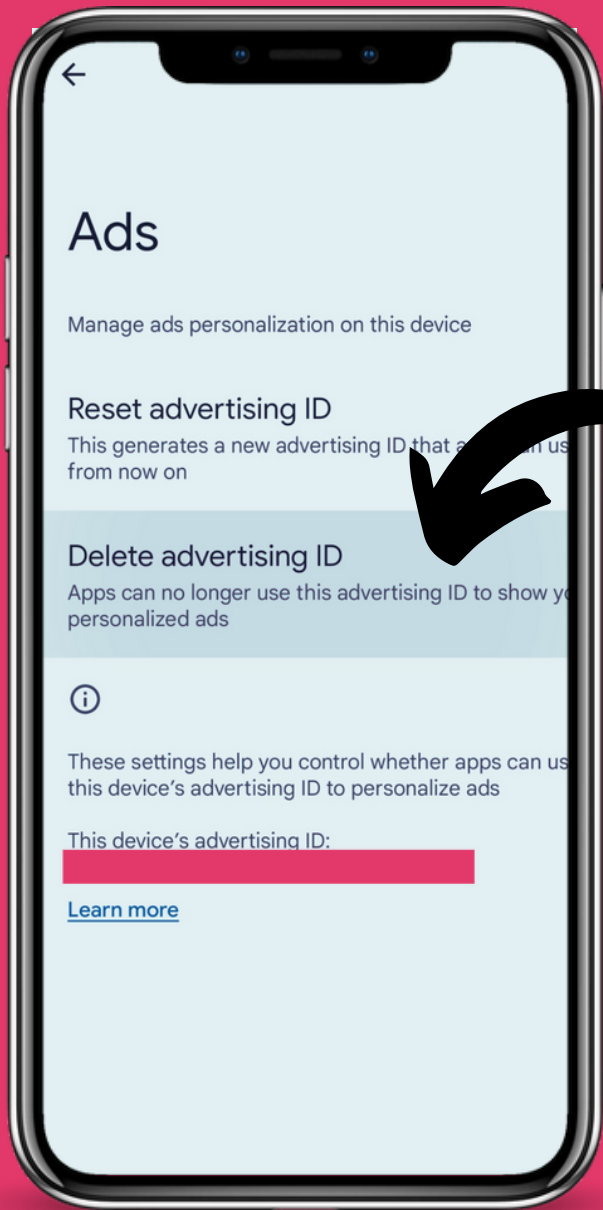 Ads
Manage ads personalization on this device
Reset advertising ID
This generates a new advertising ID that
from now on
Delete advertising ID
Apps can no longer use this advertising ID to show
personalized ads
These settings help you control whether apps can us
this device's advertising ID to personalize ads
This device's advertising ID:
Learn more